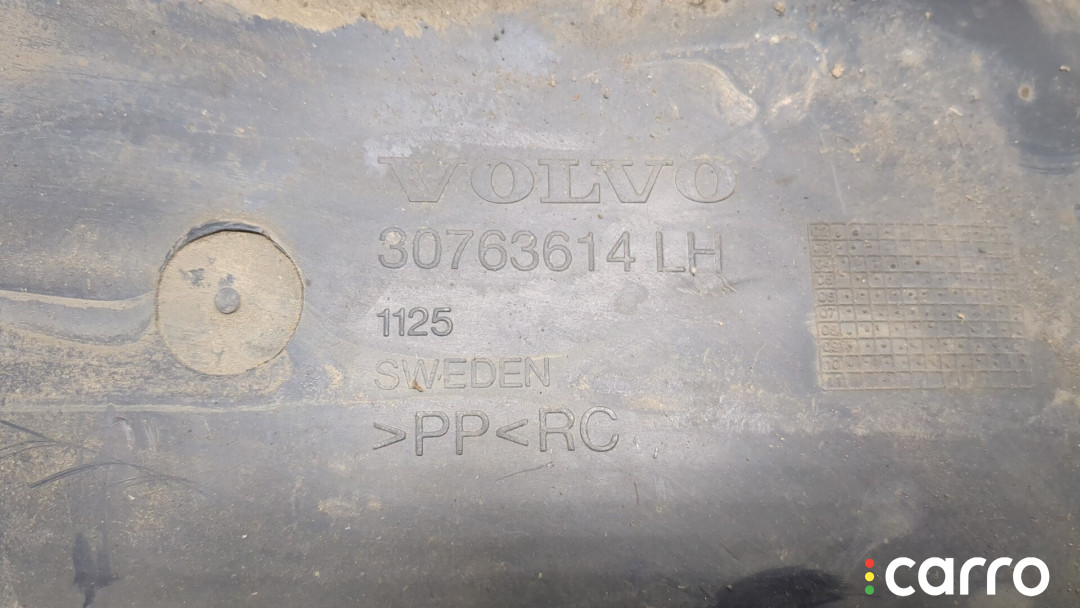 VOLVO
30763614 LH
1125
SWEDEN
>PP<RC
carro